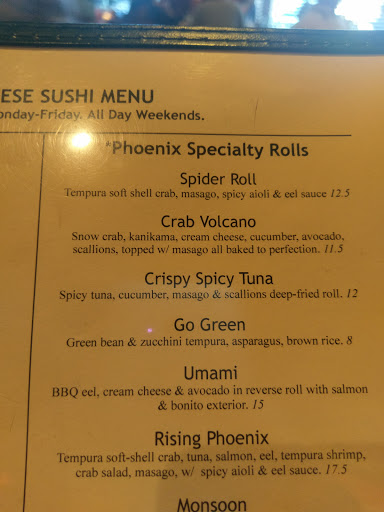 ESE SUSHI MENU
onday-Friday. All Day Weekends.
*Phoenix Specialty Rolls
Spider Roll
Tempura soft shell crab, masago, spicy aioli & eel sauce 12.5
Crab Volcano
Snow crab, kanikama, cream cheese, cucumber, avocado,
scallions, topped w/ masago all baked to perfection. 11.5
Crispy Spicy Tuna
Spicy tuna, cucumber, masago & scallions deep-fried roll. 12
Go Green
Green bean & zucchini tempura, asparagus, brown rice. 8
Umami
BBQ eel, cream cheese & avocado in reverse roll with salmon
& bonito exterior. 15
Rising Phoenix
Tempura soft-shell crab, tuna, salmon, eel, tempura shrimp,
crab salad, masago, w/ spicy aioli & eel sauce. 17.5
Monsoon